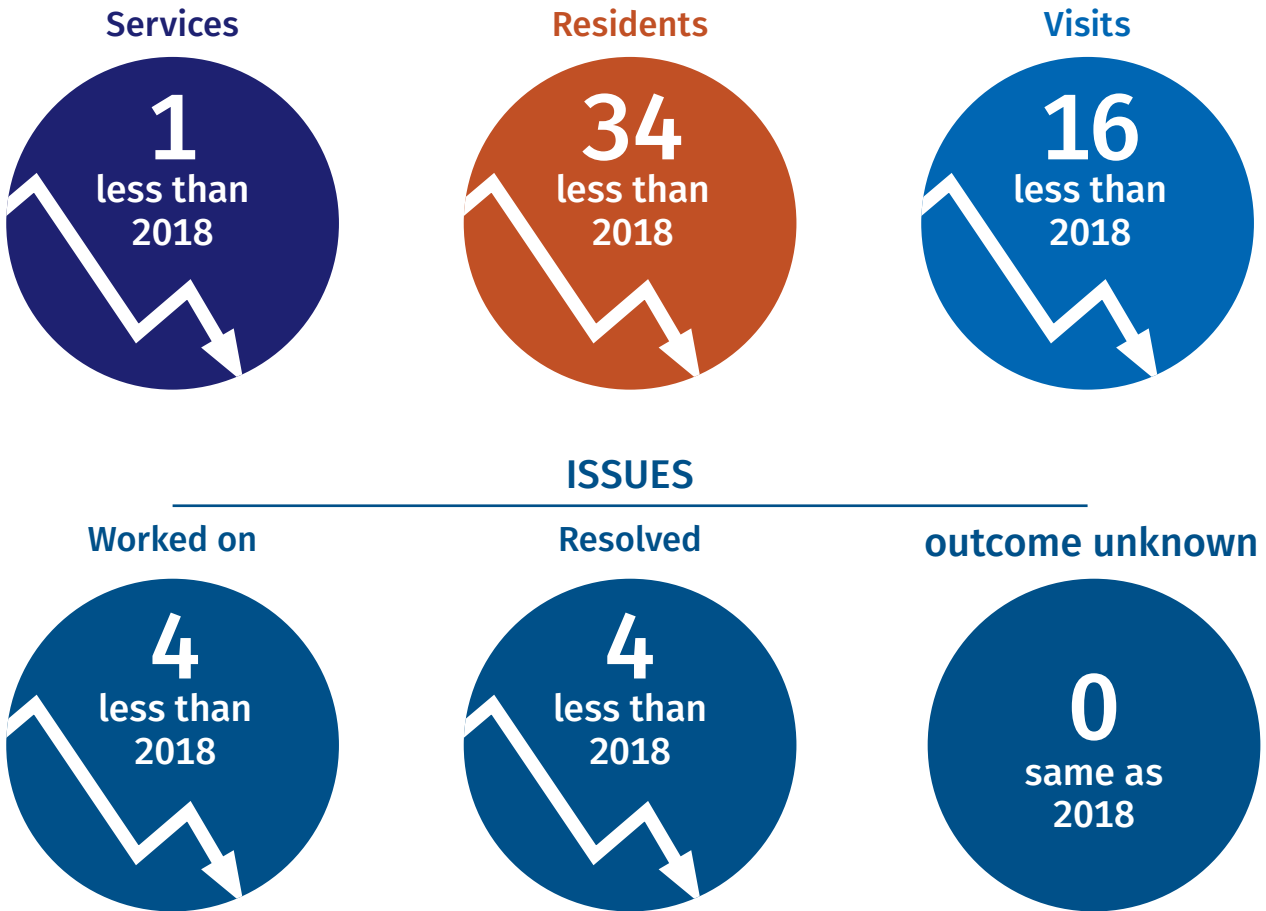 Services
1
less than
2018
Residents
34
less than
2018
Visits
16
less than
2018
ISSUES
Worked on
4
less than
2018
Resolved
4
less than
2018
outcome unknown
0
same as
2018